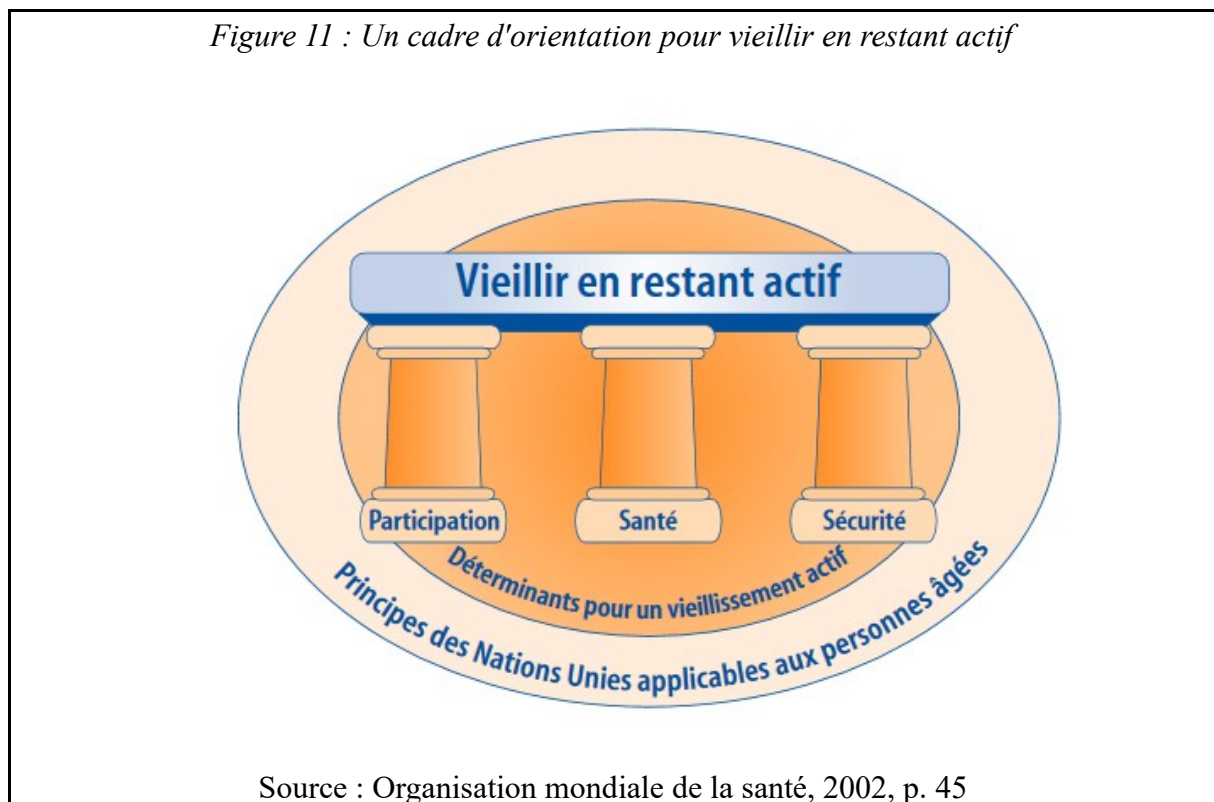 Figure 11 : Un cadre d'orientation pour vieillir en restant actif
Vieillir en restant actif
Participation
Santé
Sécurité
Déterminants pour un vieillissement actif
Principes des Nations Unies applicables aux personnes âgées
Source : Organisation mondiale de la santé, 2002, p. 45